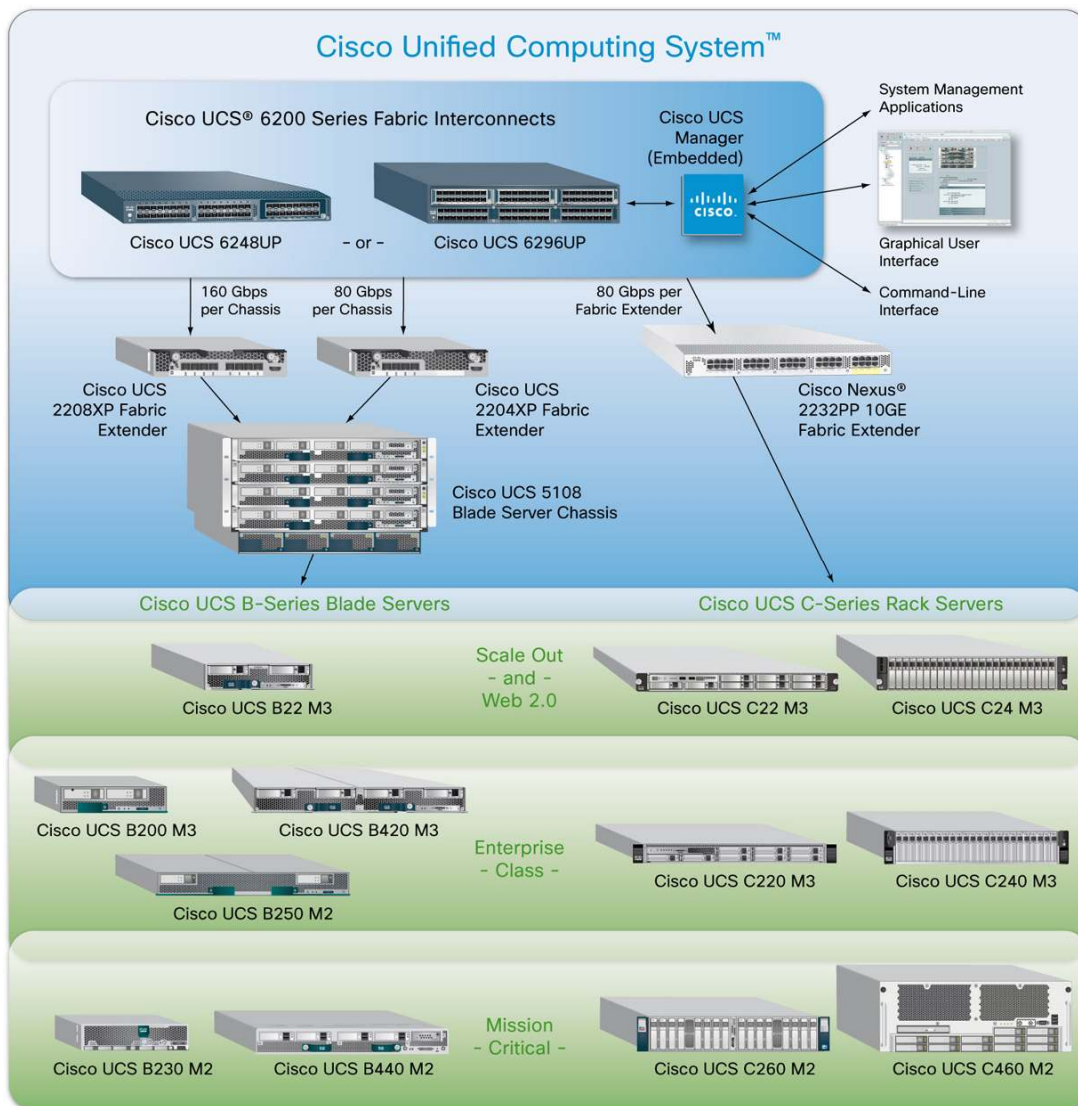 Cisco Unified Computing System™
Cisco UCS® 6200 Series Fabric Interconnects
Cisco UCS
Manager
(Embedded)
System Management
Applications
CISCO
Cisco UCS 6248UP
- or -
Cisco UCS 6296UP
Graphical User
Interface
Command-Line
Interface
160 Gbps
per Chassis
80 Gbps
per Chassis
80 Gbps per
Fabric Extender
Cisco UCS
2208XP Fabric
Extender
Cisco UCS
2204XP Fabric
Extender
Cisco Nexus®
2232PP 10GE
Fabric Extender
Cisco UCS 5108
Blade Server Chassis
Cisco UCS B-Series Blade Servers
Cisco UCS C-Series Rack Servers
Scale Out
- and -
Web 2.0
Cisco UCS B22 M3
Cisco UCS C22 M3
Cisco UCS C24 M3
Cisco UCS B200 M3
Cisco UCS B420 M3
Cisco UCS B250 M2
Enterprise
- Class -
Cisco UCS C220 M3
Cisco UCS C240 M3
Cisco UCS B230 M2
Cisco UCS B440 M2
Mission
- Critical -
Cisco UCS C260 M2
Cisco UCS C460 M2